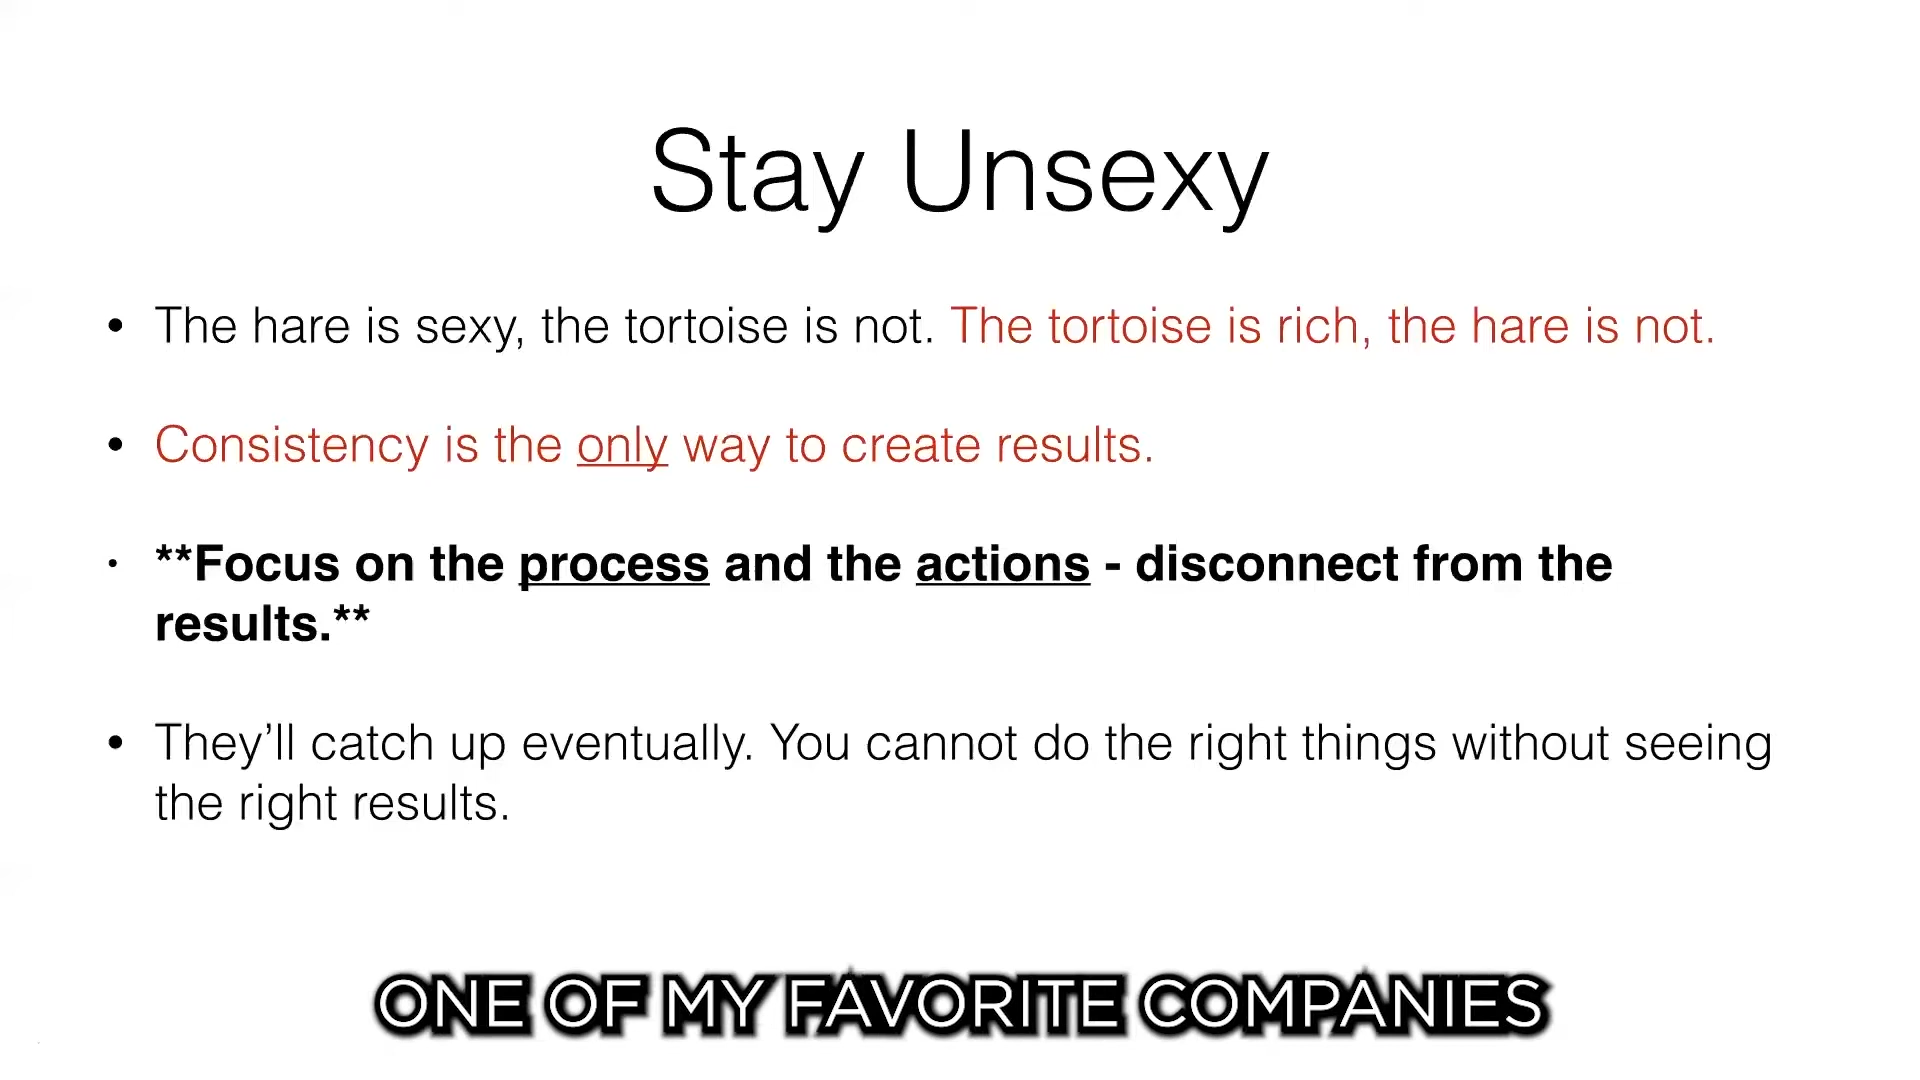 Stay Unsexy
• The hare is sexy, the tortoise is not. The tortoise is rich, the hare is not.
• Consistency is the only way to create results.
• **Focus on the process and the actions - disconnect from the
results.**
• They’ll catch up eventually. You cannot do the right things without seeing
the right results.
ONE OF MY FAVORITE COMPANIES